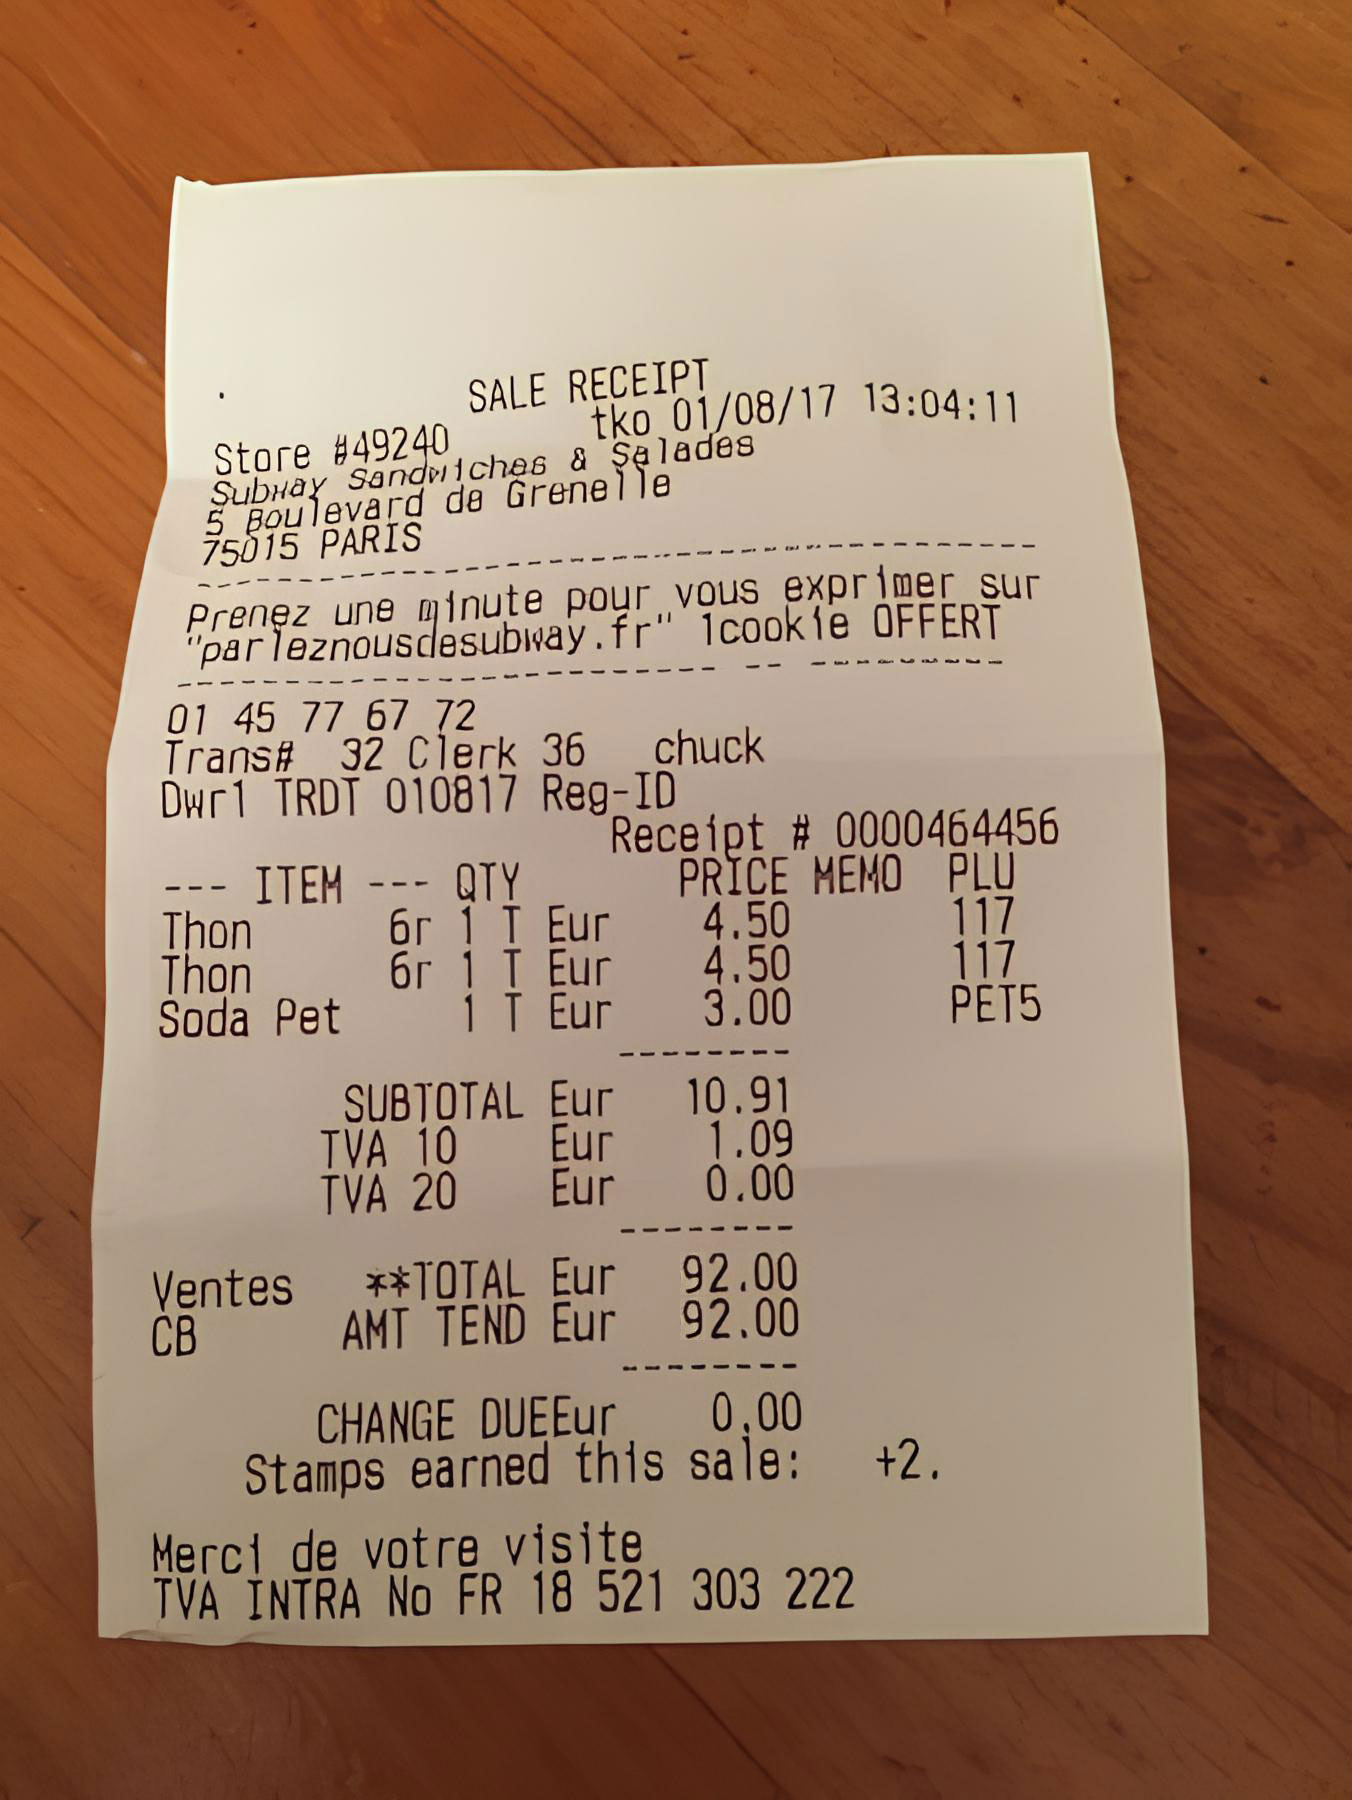 SALE RECEIPT
tko 01/08/17 13:04:11
Store #49240
Subway Sandwiches & Salades
5 Boulevard de Grenelle
75015 PARIS
------------------------------------
Prenez une minute pour vous exprimer sur
"parleznousdesubway.fr" 1cookie OFFERT
------------------------------------
01 45 77 67 72
Trans# 32 Clerk 36 chuck
Dwr1 TRDT 010817 Reg-ID
Receipt # 0000464456
--- ITEM --- QTY PRICE MEMO PLU
Thon 6r 1 T Eur 4.50 117
Thon 6r 1 T Eur 4.50 117
Soda Pet 1 T Eur 3.00 PET5
--------
SUBTOTAL Eur 10.91
TVA 10 Eur 1.09
TVA 20 Eur 0.00
--------
Ventes **TOTAL Eur 92.00
CB AMT TEND Eur 92.00
--------
CHANGE DUEEur 0.00
Stamps earned this sale: +2.
Merci de votre visite
TVA INTRA No FR 18 521 303 222